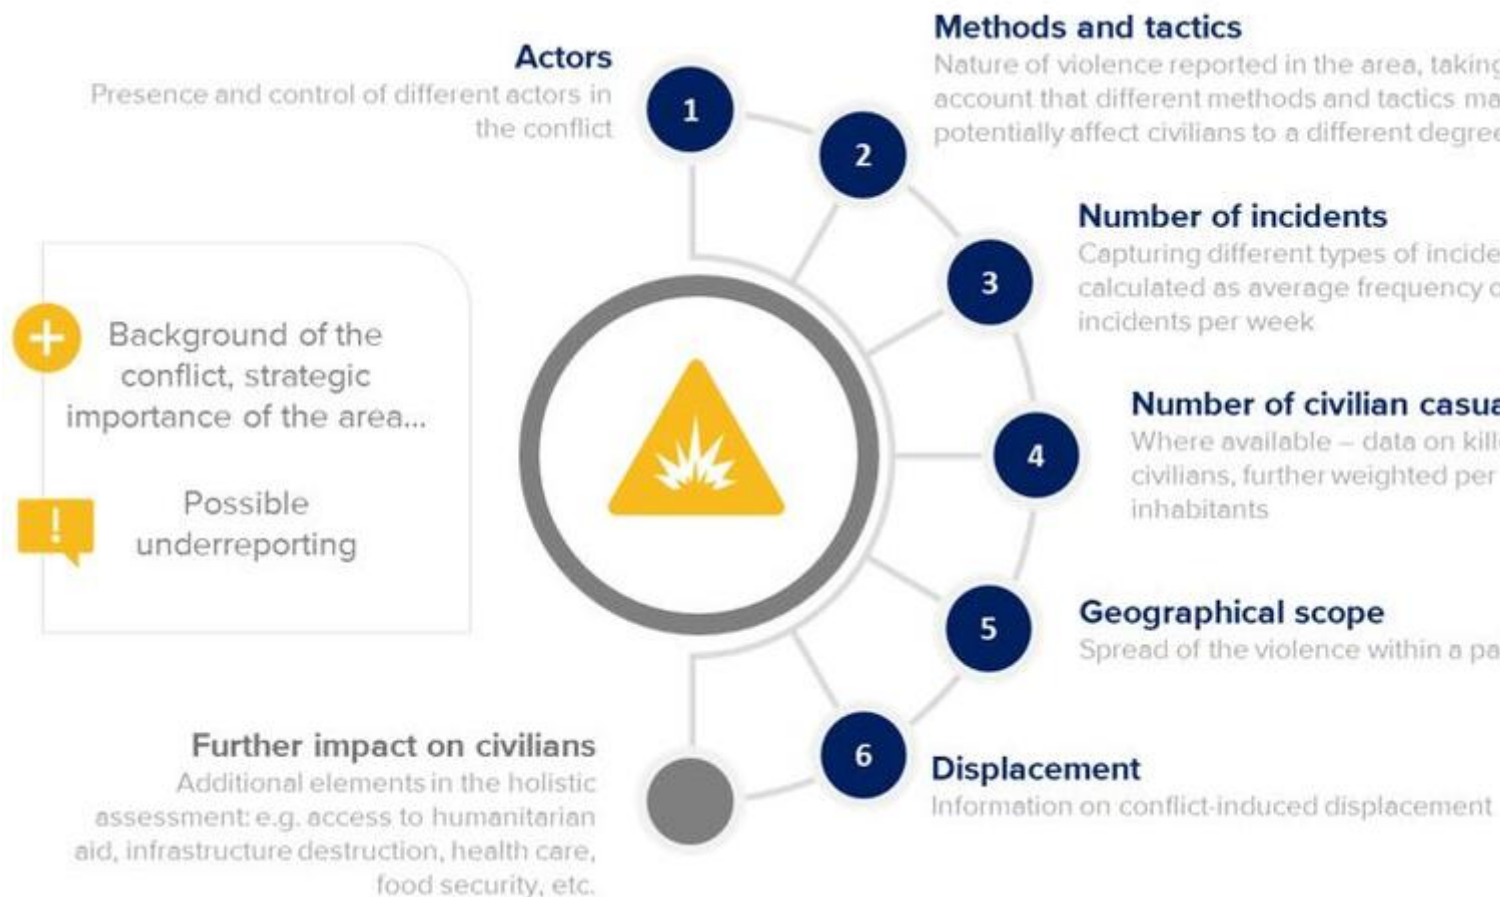 Actors
Presence and control of different actors in
the conflict
1
Methods and tactics
Nature of violence reported in the area, taking
account that different methods and tactics ma
potentially affect civilians to a different degree
2
Number of incidents
Capturing different types of incide
calculated as average frequency o
incidents per week
3
Number of civilian casua
Where available – data on kill
civilians, further weighted per
inhabitants
4
Geographical scope
Spread of the violence within a pa
5
Displacement
Information on conflict-induced displacement
6
Further impact on civilians
Additional elements in the holistic
assessment: e.g. access to humanitarian
aid, infrastructure destruction, health care,
food security, etc.
+
Background of the
conflict, strategic
importance of the area...
!
Possible
underreporting